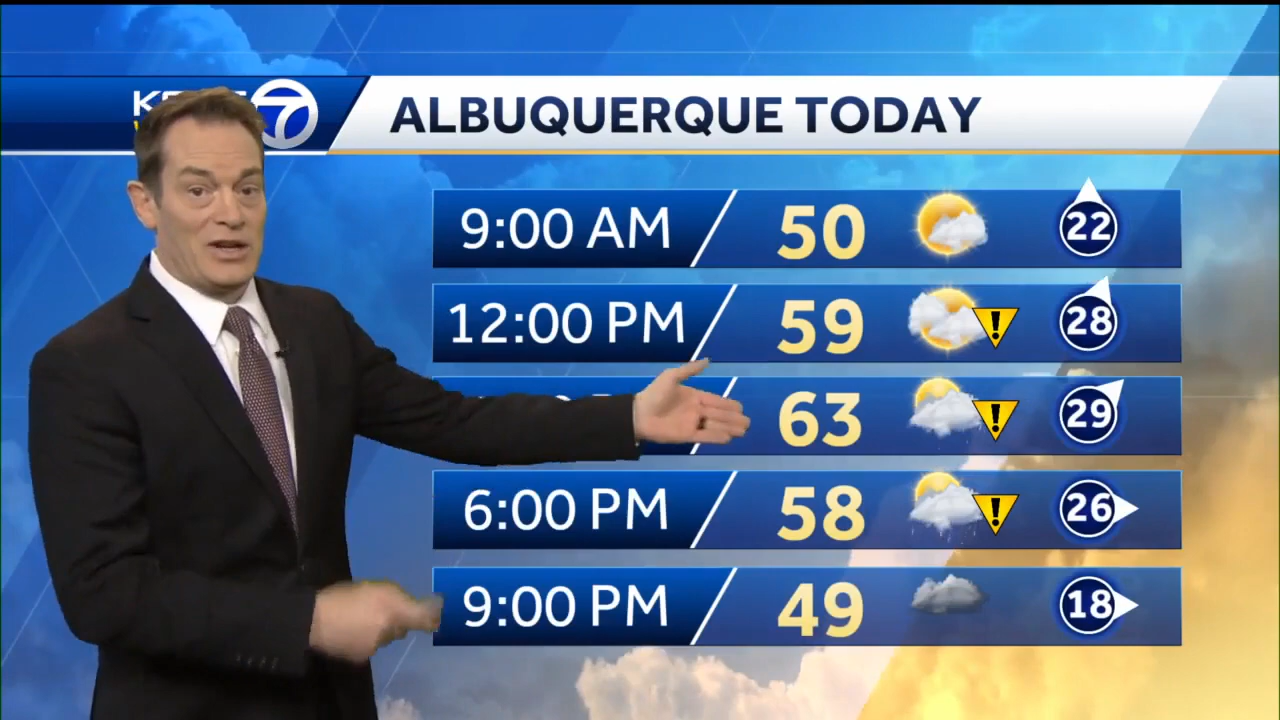 7
ALBUQUERQUE TODAY
9:00 AM 50 22
12:00 PM 59 ! 28
63 ! 29
6:00 PM 58 ! 26
9:00 PM 49 18